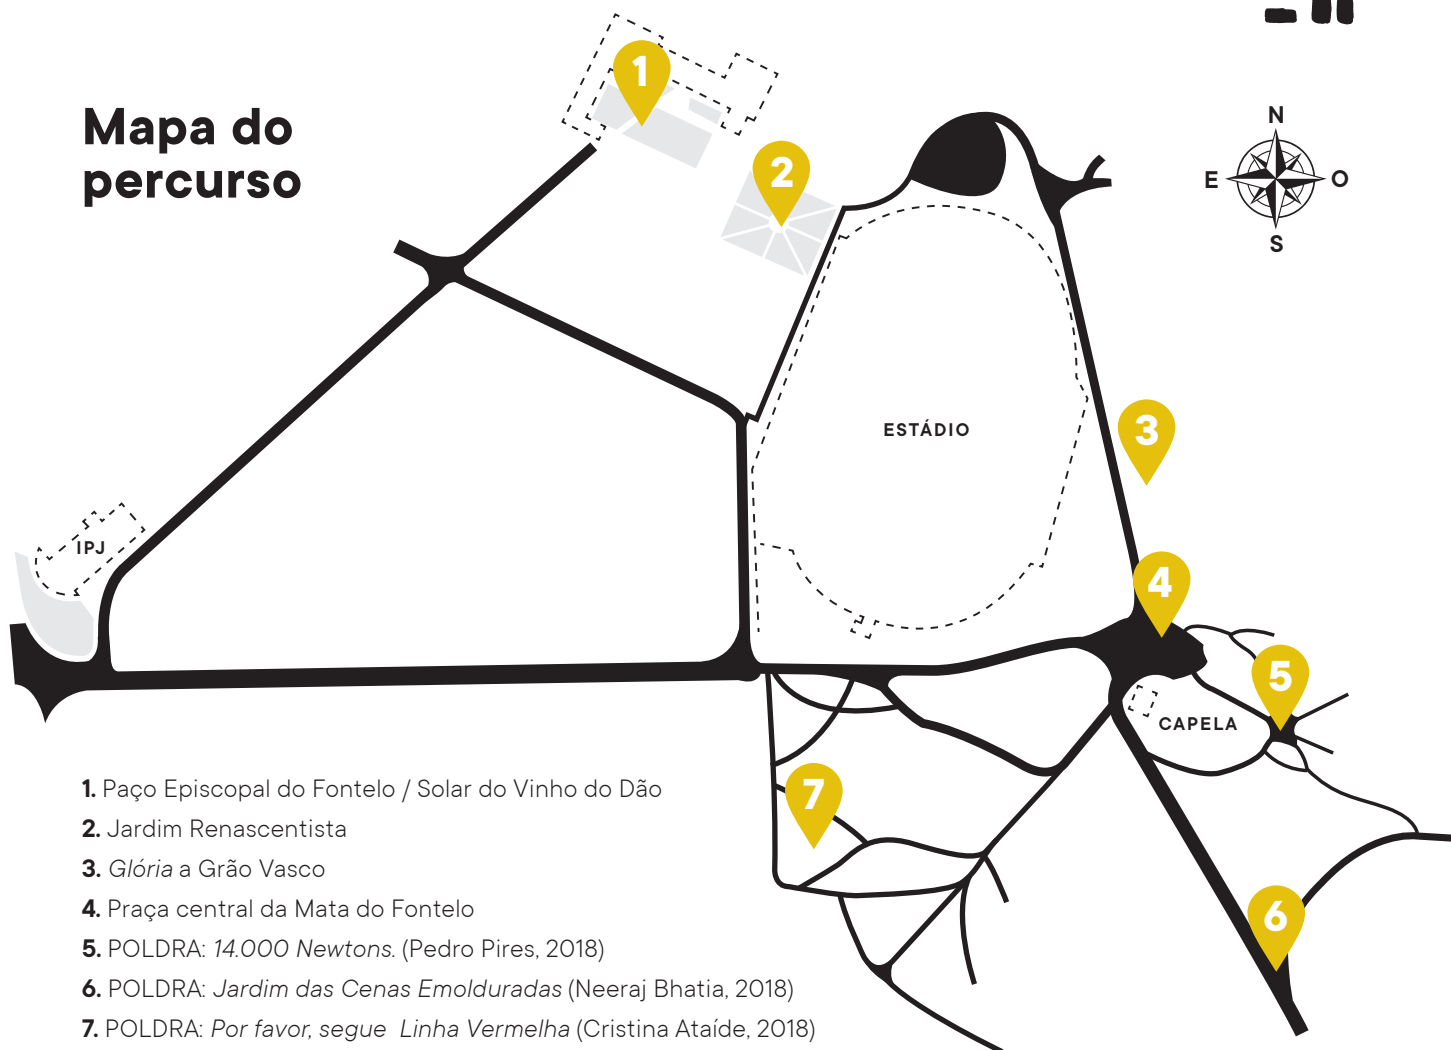 Mapa do
percurso
1
2
N
E
O
S
3
ESTÁDIO
IPJ
4
5
CAPELA
7
6
1. Paço Episcopal do Fontelo / Solar do Vinho do Dão
2. Jardim Renascentista
3. Glória a Grão Vasco
4. Praça central da Mata do Fontelo
5. POLDRA: 14.000 Newtons. (Pedro Pires, 2018)
6. POLDRA: Jardim das Cenas Emolduradas (Neeraj Bhatia, 2018)
7. POLDRA: Por favor, segue Linha Vermelha (Cristina Ataíde, 2018)